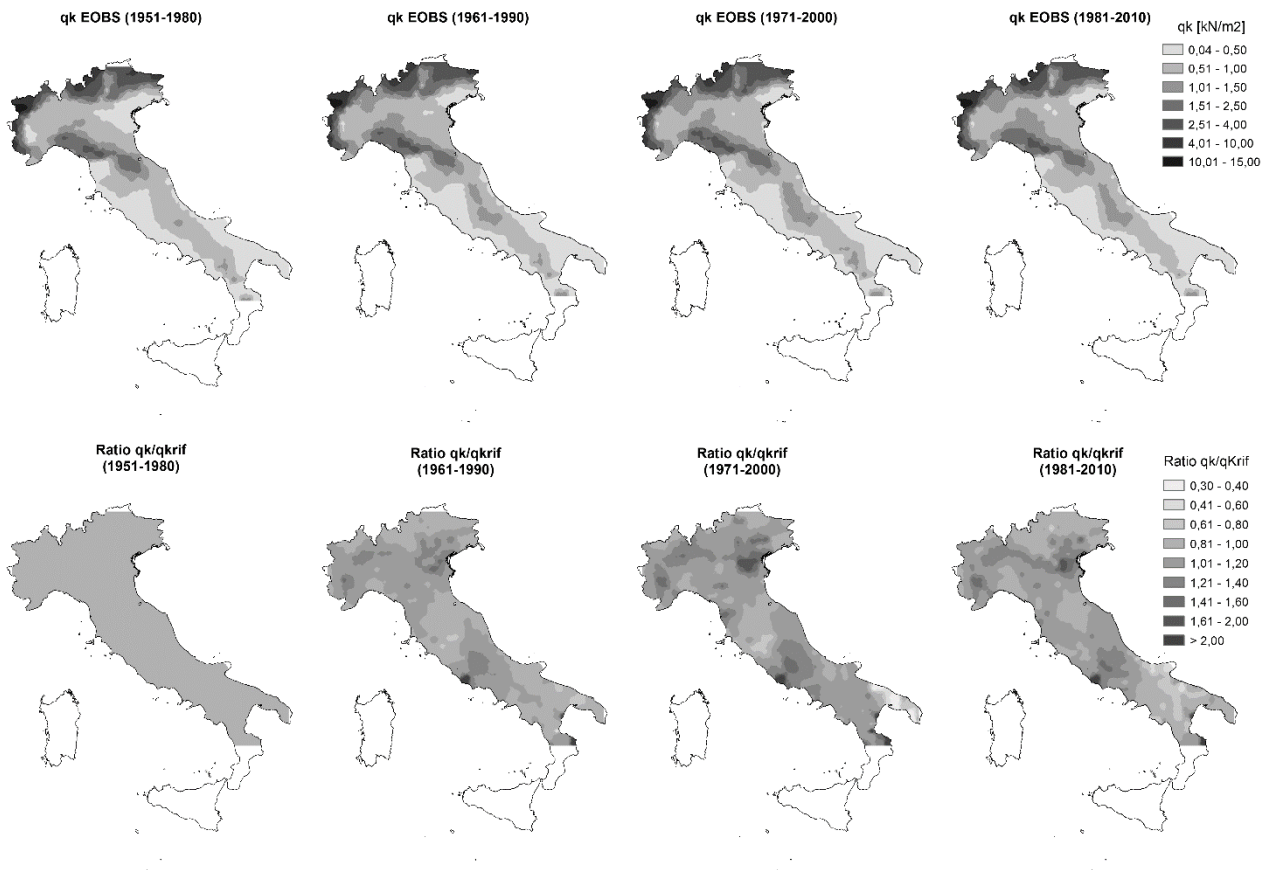 qk EOBS (1951-1980)
qk EOBS (1961-1990)
qk EOBS (1971-2000)
qk EOBS (1981-2010)
qk [kN/m2]
0,04 - 0,50
0,51 - 1,00
1,01 - 1,50
1,51 - 2,50
2,51 - 4,00
4,01 - 10,00
10,01 - 15,00
Ratio qk/qkrif
(1951-1980)
Ratio qk/qkrif
(1961-1990)
Ratio qk/qkrif
(1971-2000)
Ratio qk/qkrif
(1981-2010)
Ratio qk/qKrif
0,30 - 0,40
0,41 - 0,60
0,61 - 0,80
0,81 - 1,00
1,01 - 1,20
1,21 - 1,40
1,41 - 1,60
1,61 - 2,00
> 2,00